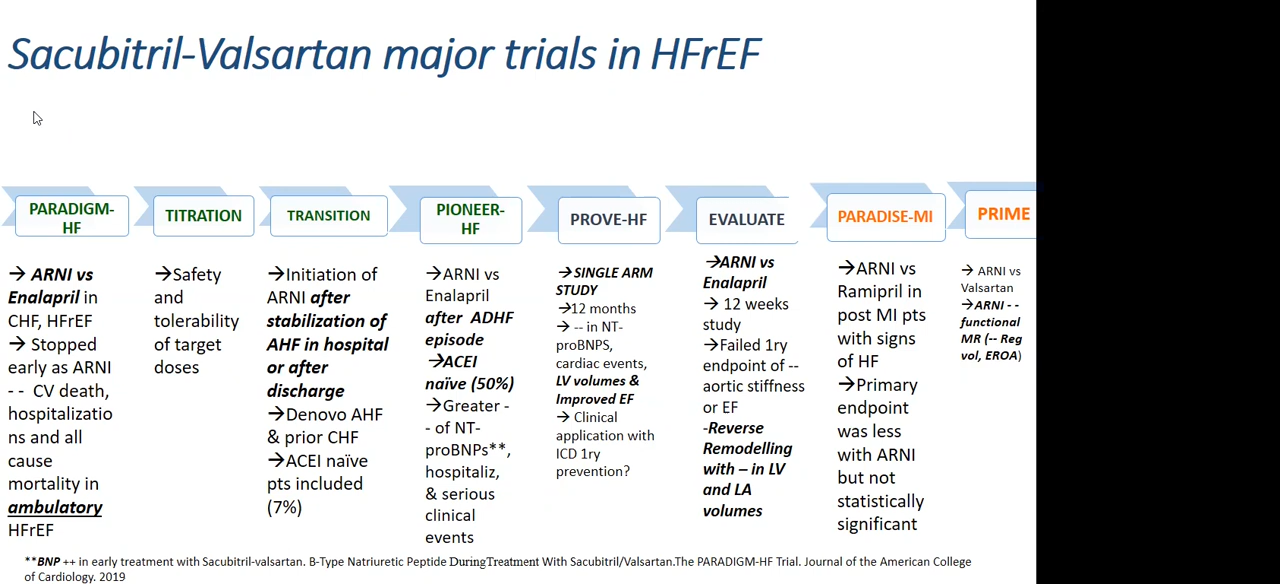 Sacubitril-Valsartan major trials in HFrEF
PARADIGM-
HF
→ ARNI vs
Enalapril in
CHF, HFrEF
→ Stopped
early as ARNI
- - CV death,
hospitalizatio
ns and all
cause
mortality in
ambulatory
HFrEF
TITRATION
→Safety
and
tolerability
of target
doses
TRANSITION
→Initiation of
ARNI after
stabilization of
AHF in hospital
or after
discharge
→Denovo AHF
& prior CHF
→ACEI naïve
pts included
(7%)
PIONEER-
HF
→ARNI vs
Enalapril
after ADHF
episode
→ACEI
naïve (50%)
→Greater -
- of NT-
proBNPs**,
hospitaliz,
& serious
clinical
events
PROVE-HF
→SINGLE ARM
STUDY
→12 months
→ -- in NT-
proBNPS,
cardiac events,
LV volumes &
Improved EF
→ Clinical
application with
ICD 1ry
prevention?
EVALUATE
→ARNI vs
Enalapril
→ 12 weeks
study
→Failed 1ry
endpoint of --
aortic stiffness
or EF
-Reverse
Remodelling
with – in LV
and LA
volumes
PARADISE-MI
→ARNI vs
Ramipril in
post MI pts
with signs
of HF
→Primary
endpoint
was less
with ARNI
but not
statistically
significant
PRIME
→ ARNI vs
Valsartan
→ARNI - -
functional
MR (-- Reg
vol, EROA)
**BNP ++ in early treatment with Sacubitril-valsartan. B-Type Natriuretic Peptide DuringTreatment With Sacubitril/Valsartan.The PARADIGM-HF Trial. Journal of the American College
of Cardiology. 2019